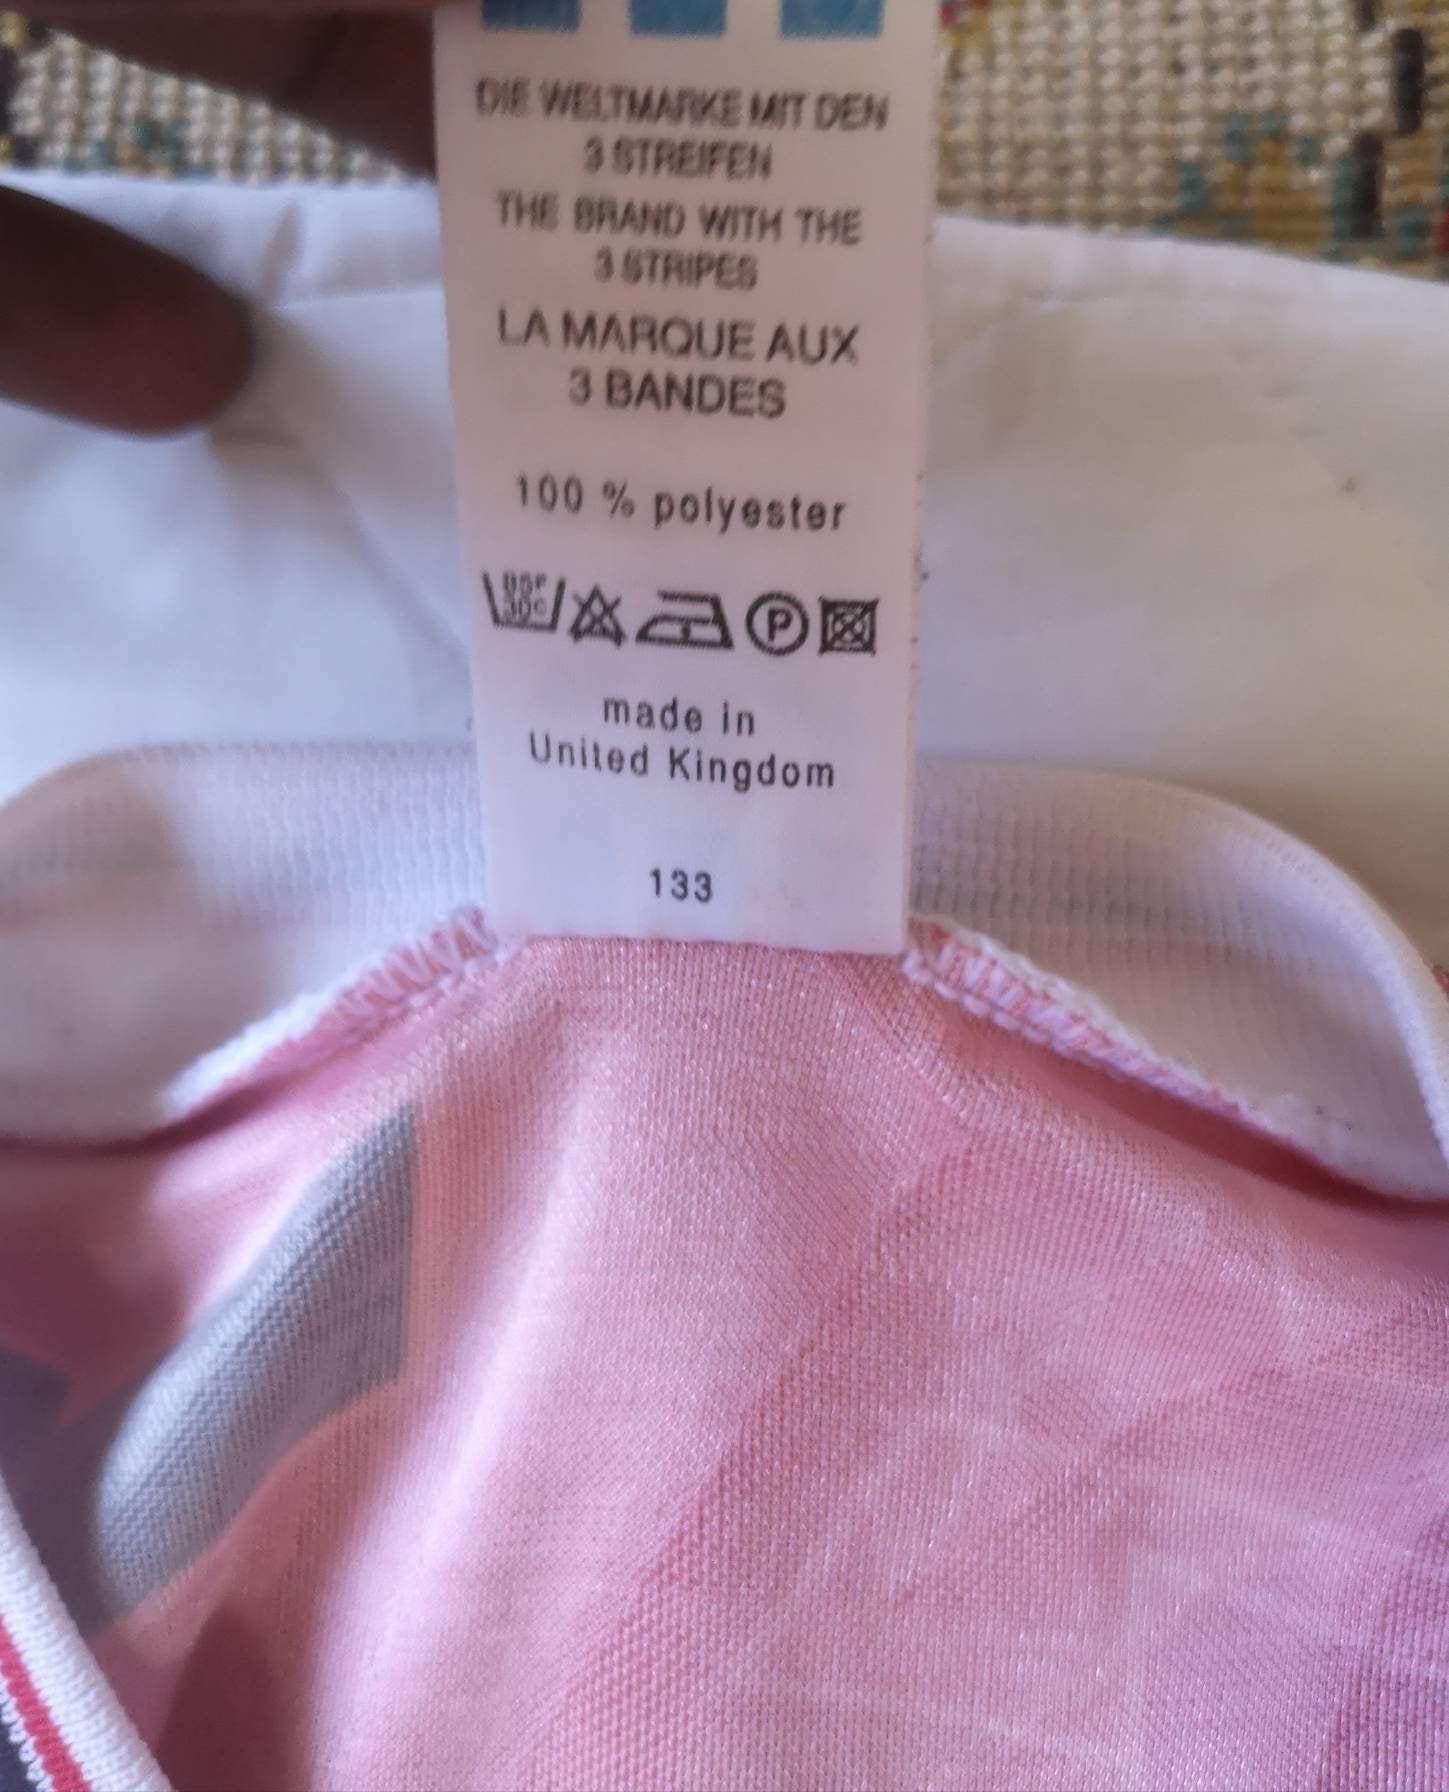 DIE WELTMARKE MIT DEN
3 STREIFEN
THE BRAND WITH THE
3 STRIPES
LA MARQUE AUX
3 BANDES
100 % polyester
P
made in
United Kingdom
133